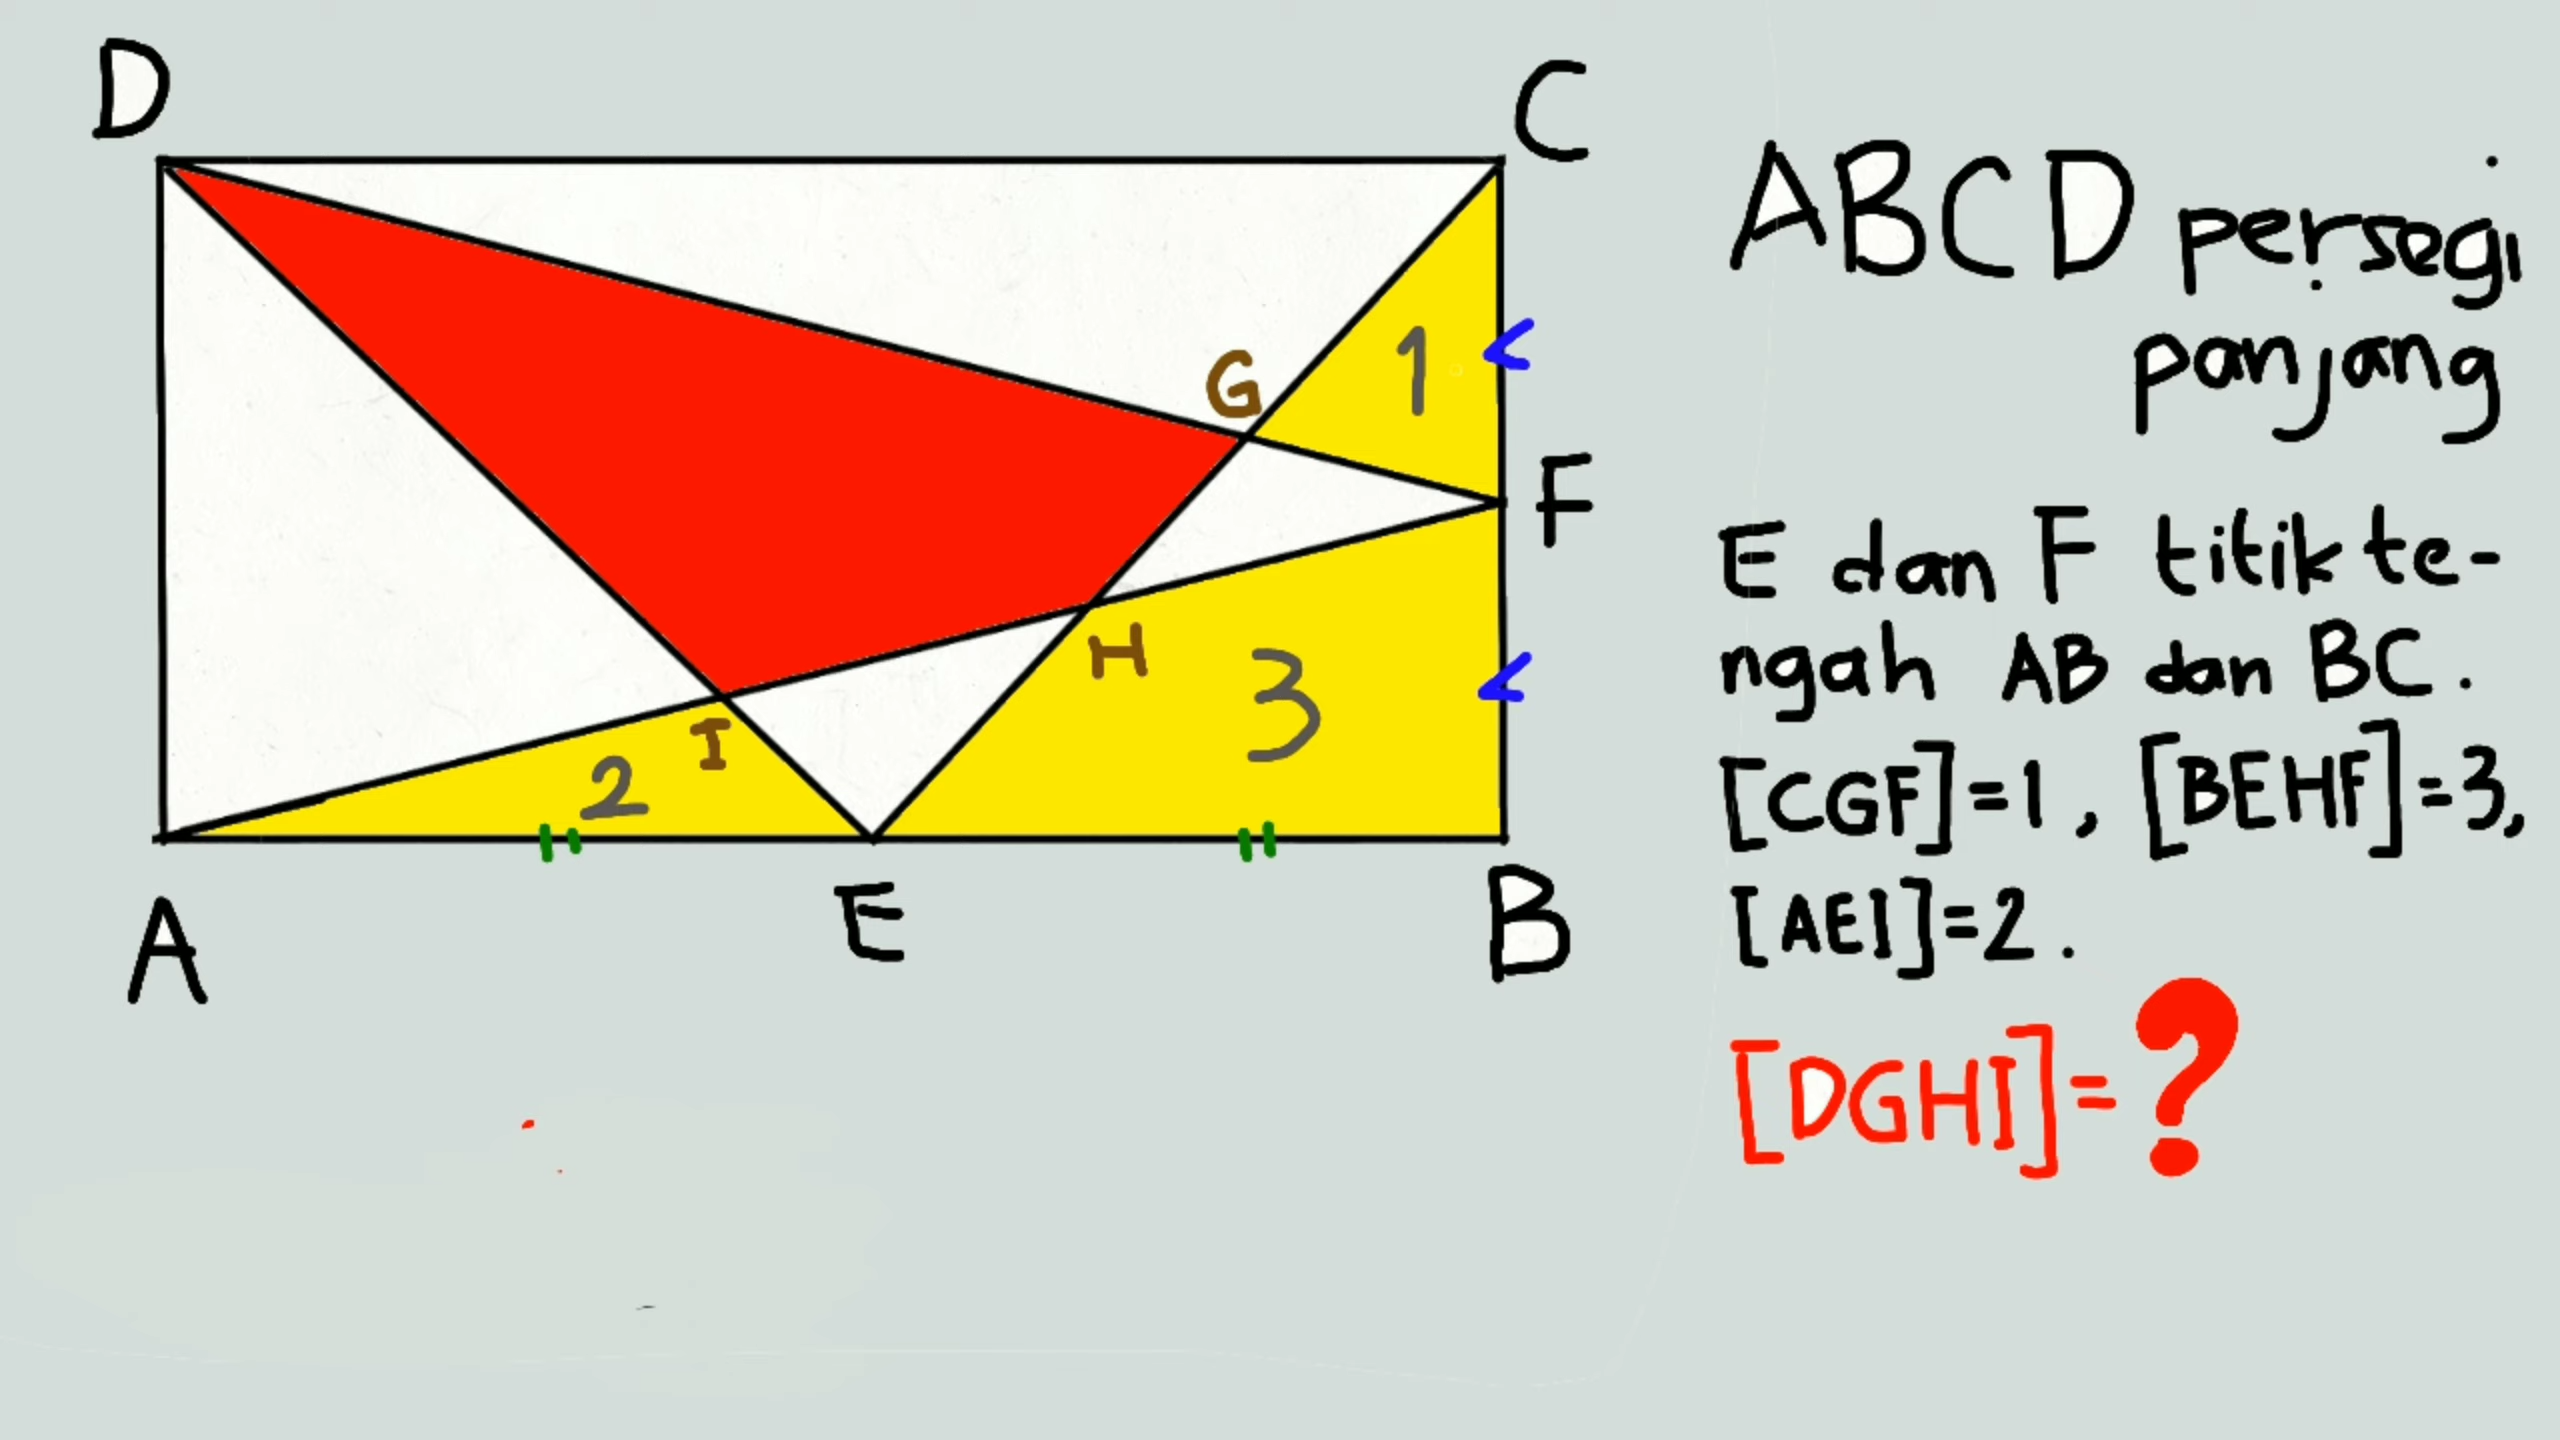 D
C
ABCD persegi
panjang
G
1
F
E dan F titik te-
ngah AB dan BC.
H
3
I
2
[CGF]=1, [BEHF]=3,
[AEI]=2.
A
E
B
[DGHI]=?